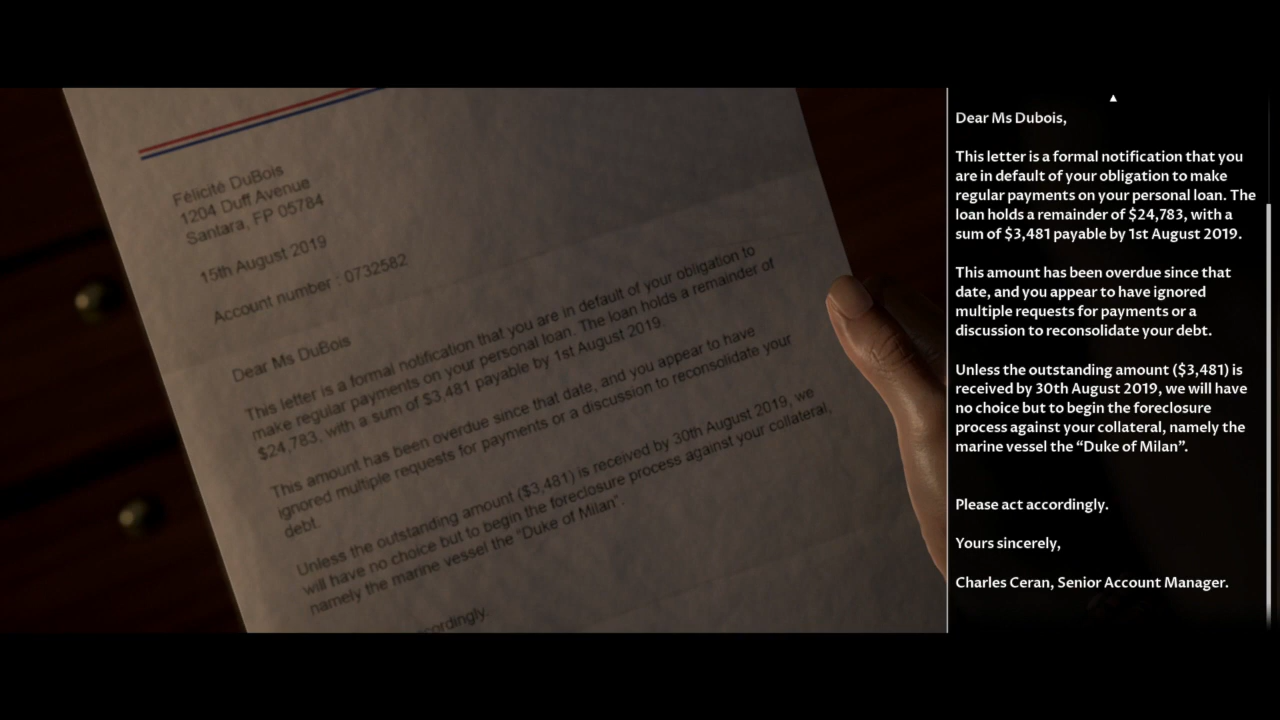 Félicité DuBois
1204 Duff Avenue
Santara, FP 05784
15th August 2019
Account number : 0732582
Dear Ms DuBois
This letter is a formal notification that you are in default of your obligation to
make regular payments on your personal loan. The loan holds a remainder of
$24,783, with a sum of $3,481 payable by 1st August 2019.
This amount has been overdue since that date, and you appear to have
ignored multiple requests for payments or a discussion to reconsolidate your
debt.
Unless the outstanding amount ($3,481) is received by 30th August 2019, we
will have no choice but to begin the foreclosure process against your collateral,
namely the marine vessel the "Duke of Milan".
cordingly.
Dear Ms Dubois,
This letter is a formal notification that you
are in default of your obligation to make
regular payments on your personal loan. The
loan holds a remainder of $24,783, with a
sum of $3,481 payable by 1st August 2019.
This amount has been overdue since that
date, and you appear to have ignored
multiple requests for payments or a
discussion to reconsolidate your debt.
Unless the outstanding amount ($3,481) is
received by 30th August 2019, we will have
no choice but to begin the foreclosure
process against your collateral, namely the
marine vessel the “Duke of Milan”.
Please act accordingly.
Yours sincerely,
Charles Ceran, Senior Account Manager.